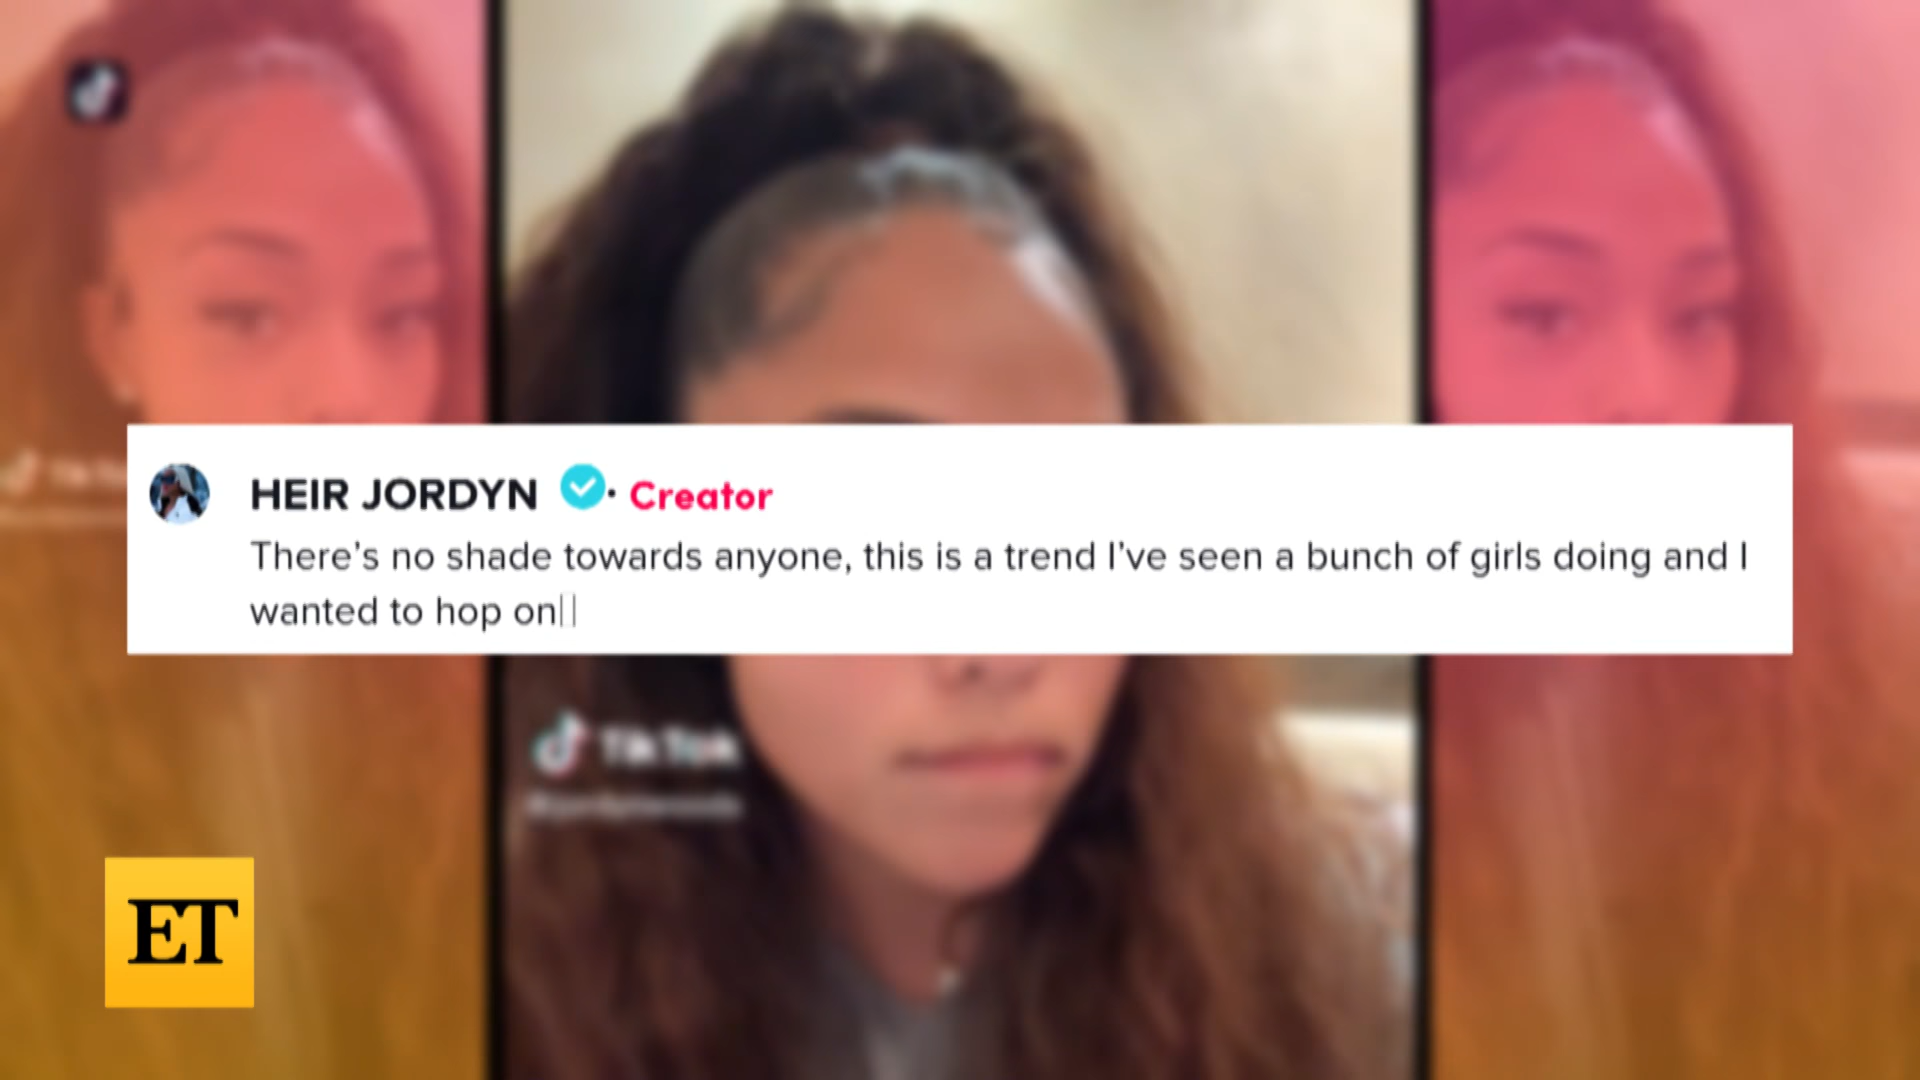 HEIR JORDYN · Creator
There's no shade towards anyone, this is a trend I've seen a bunch of girls doing and I
wanted to hop on
TikTok
ET